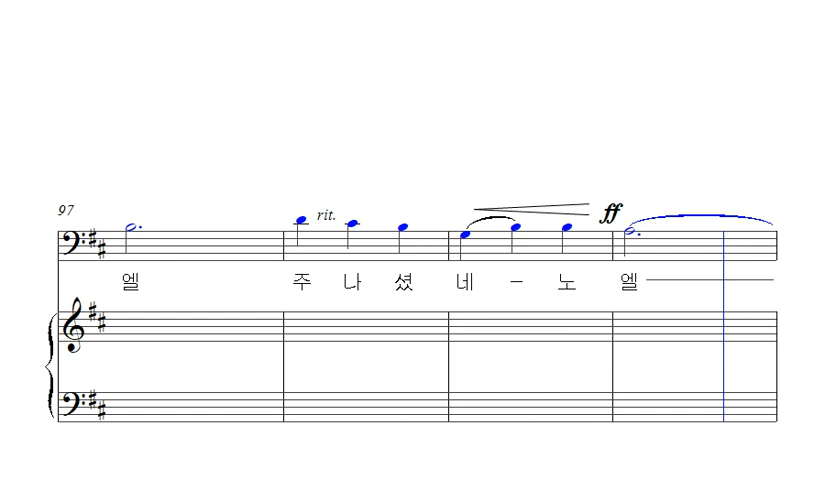 97
rit.
ff
엘 주 나 셨 네 – 노 엘